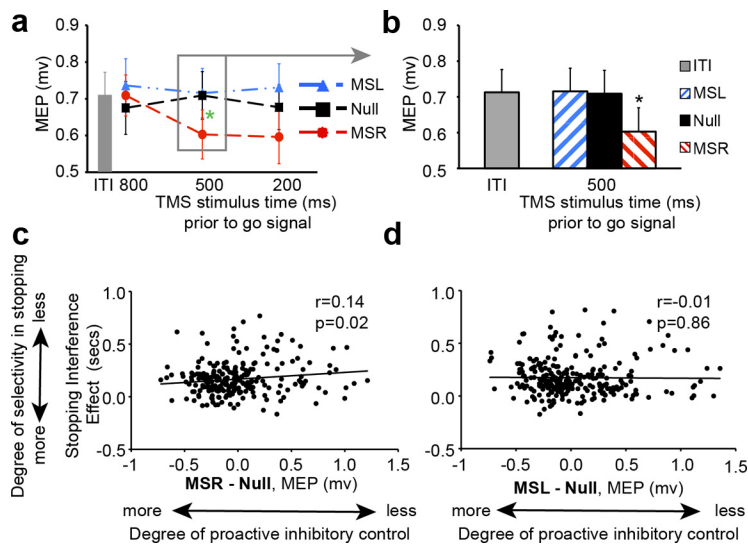 a
0.9
0.8
0.7
0.6
0.5
MEP (mv)
*
MSL
Null
MSR
ITI 800 500 200
TMS stimulus time (ms)
prior to go signal
b
0.9
0.8
0.7
0.6
0.5
MEP (mv)
*
ITI
MSL
Null
MSR
ITI 500
TMS stimulus time (ms)
prior to go signal
c
Degree of selectivity in stopping
more less
Stopping Interference
Effect (secs)
1.0
0.5
0.0
-0.5
r=0.14
p=0.02
-1 -0.5 0.0 0.5 1.0 1.5
MSR - Null, MEP (mv)
more less
Degree of proactive inhibitory control
d
1.0
0.5
0.0
-0.5
r=-0.01
p=0.86
-1 -0.5 0.0 0.5 1.0 1.5
MSL - Null, MEP (mv)
more less
Degree of proactive inhibitory control